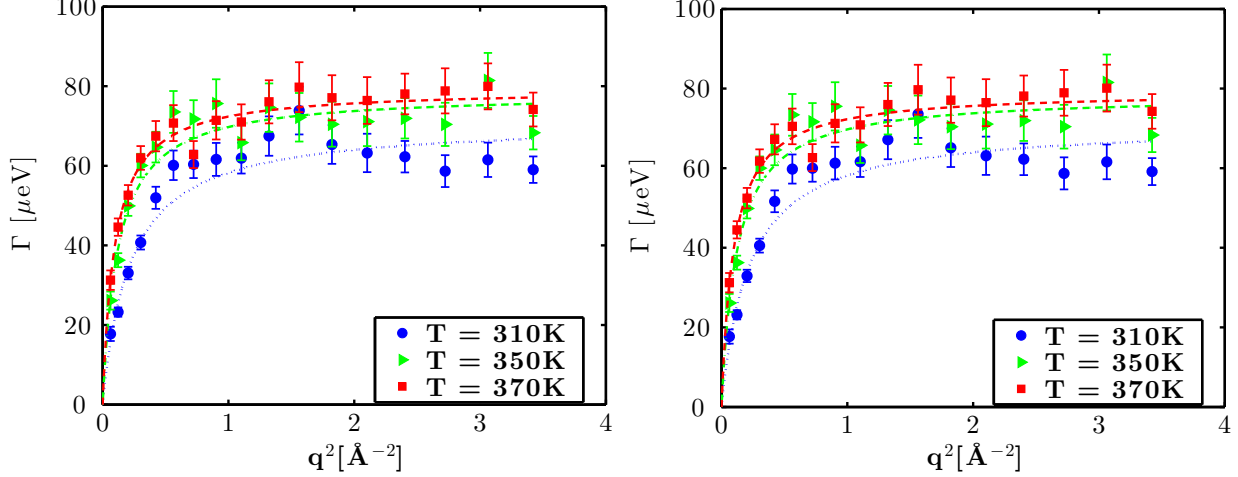 100
80
60
40
20
0
Γ [μeV]
T = 310K
T = 350K
T = 370K
0 1 2 3 4
q²[Å⁻²]
100
80
60
40
20
0
Γ [μeV]
T = 310K
T = 350K
T = 370K
0 1 2 3 4
q²[Å⁻²]